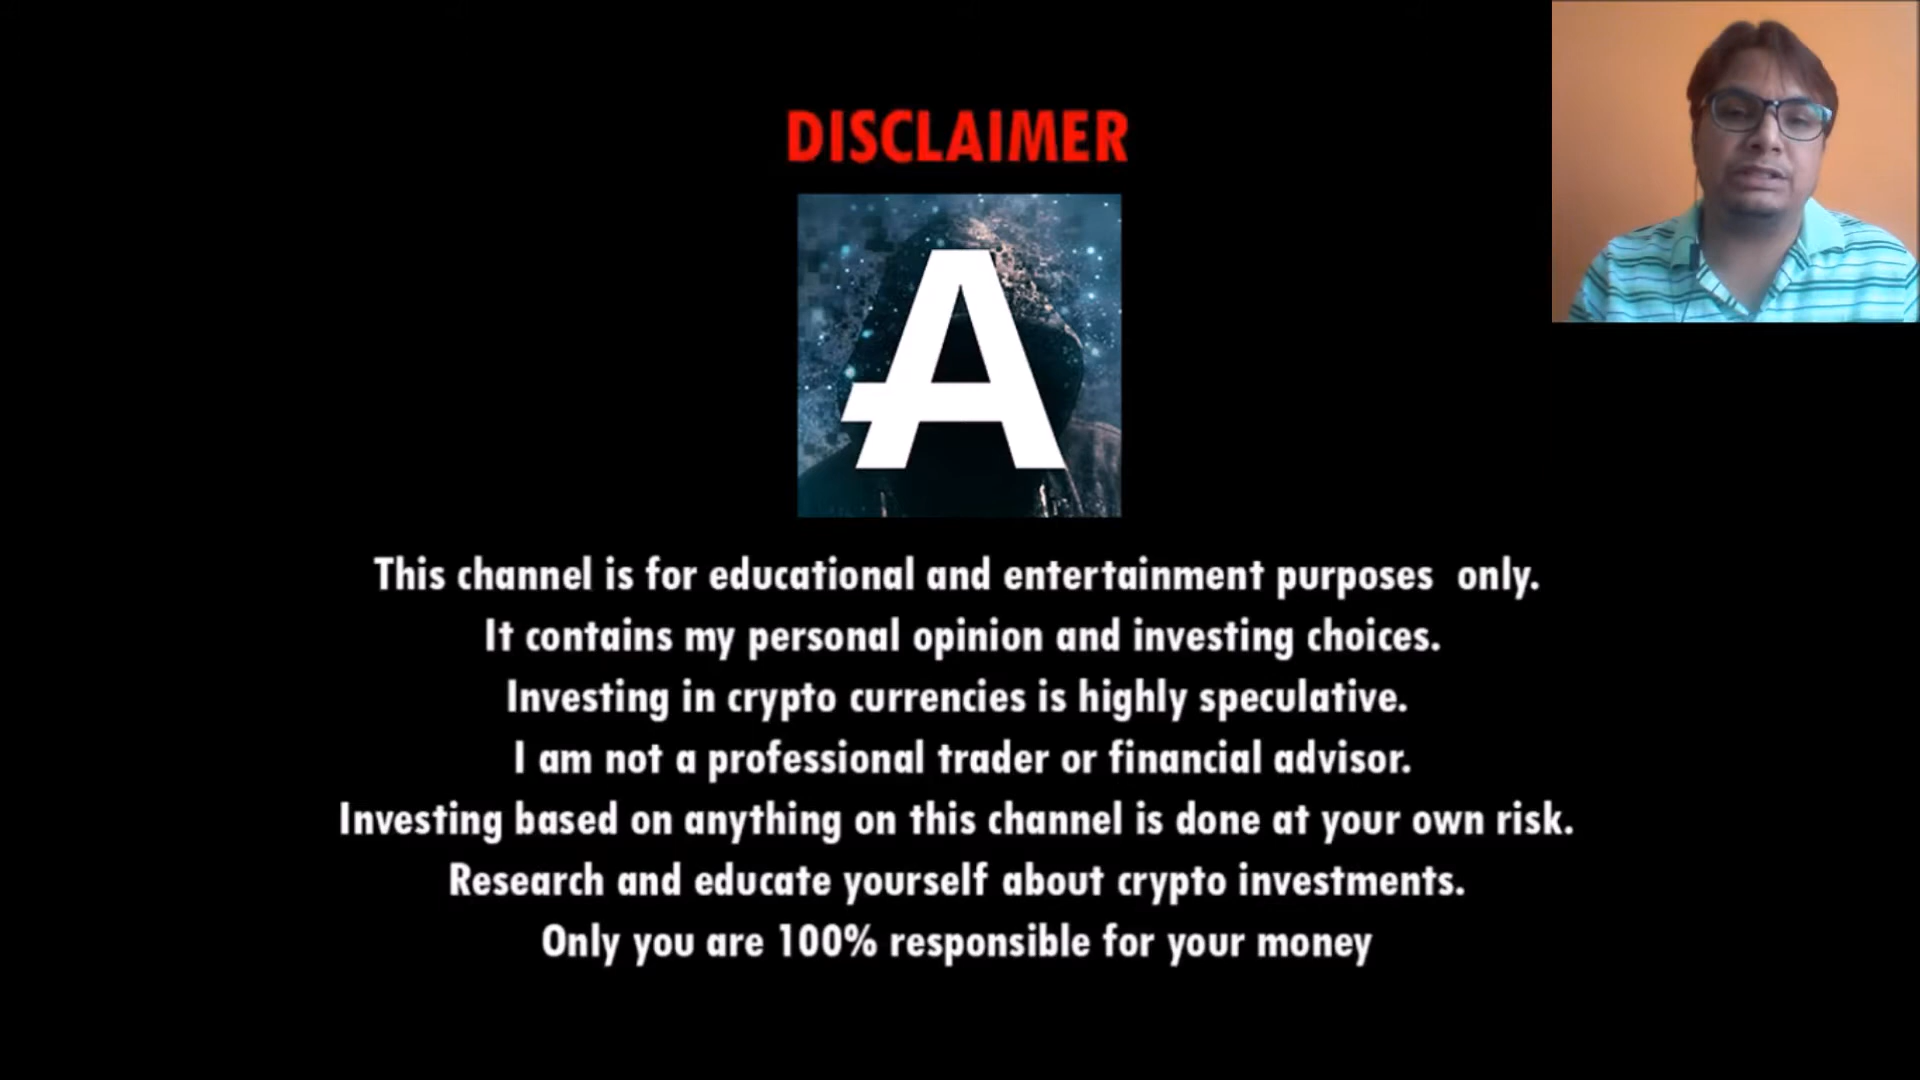 DISCLAIMER
A
This channel is for educational and entertainment purposes only.
It contains my personal opinion and investing choices.
Investing in crypto currencies is highly speculative.
I am not a professional trader or financial advisor.
Investing based on anything on this channel is done at your own risk.
Research and educate yourself about crypto investments.
Only you are 100% responsible for your money